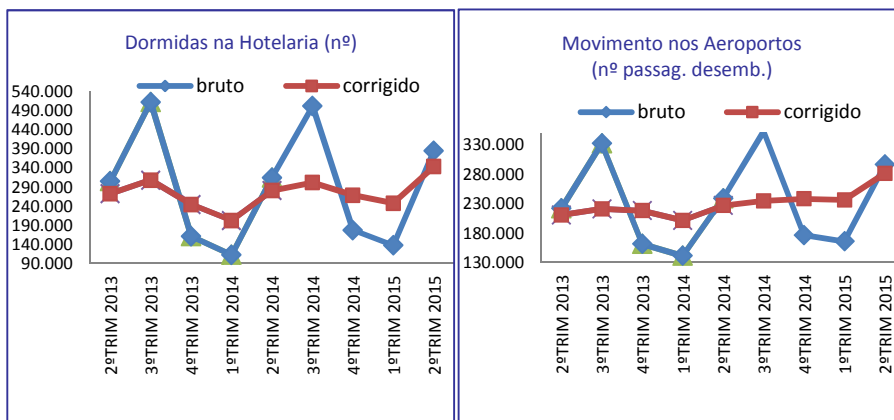 Dormidas na Hotelaria (nº)
bruto
corrigido
540.000
490.000
440.000
390.000
340.000
290.000
240.000
190.000
140.000
90.000
2ºTRIM 2013
3ºTRIM 2013
4ºTRIM 2013
1ºTRIM 2014
2ºTRIM 2014
3ºTRIM 2014
4ºTRIM 2014
1ºTRIM 2015
2ºTRIM 2015
Movimento nos Aeroportos
(nº passag. desemb.)
bruto
corrigido
330.000
280.000
230.000
180.000
130.000
2ºTRIM 2013
3ºTRIM 2013
4ºTRIM 2013
1ºTRIM 2014
2ºTRIM 2014
3ºTRIM 2014
4ºTRIM 2014
1ºTRIM 2015
2ºTRIM 2015